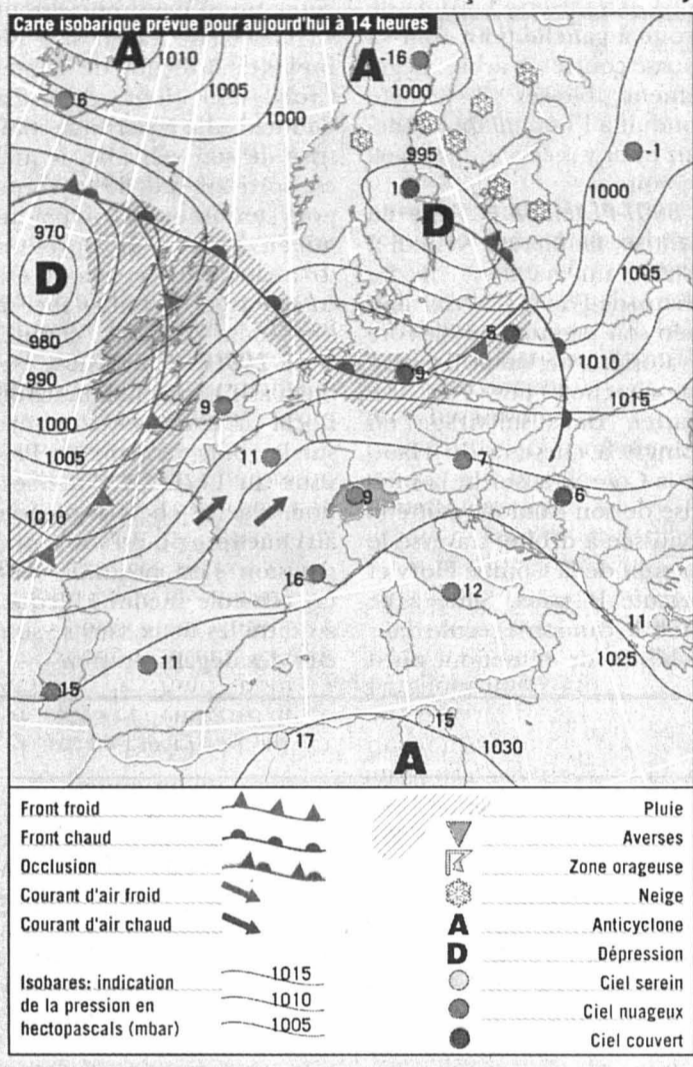 Carte isobarique prévue pour aujourd'hui à 14 heures
A
1010
A
-16
6
1005
1000
1000
995
-1
1
1000
970
D
D
1005
980
5
990
9
1010
9
1015
1000
1005
11
7
9
6
1010
16
12
11
1025
11
15
15
17
A
1030
Front froid
Front chaud
Occlusion
Courant d'air froid
Courant d'air chaud
Isobares: indication
de la pression en
hectopascals (mbar)
1015
1010
1005
Pluie
Averses
Zone orageuse
Neige
A
Anticyclone
D
Dépression
Ciel serein
Ciel nuageux
Ciel couvert